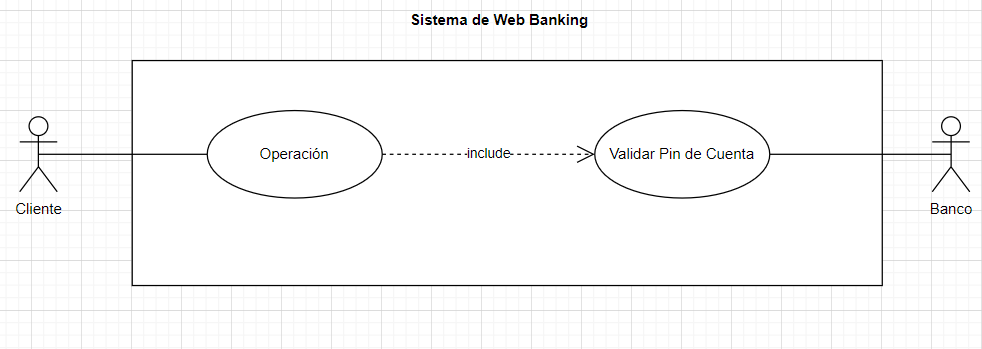 Sistema de Web Banking
Operación
include
Validar Pin de Cuenta
Cliente
Banco